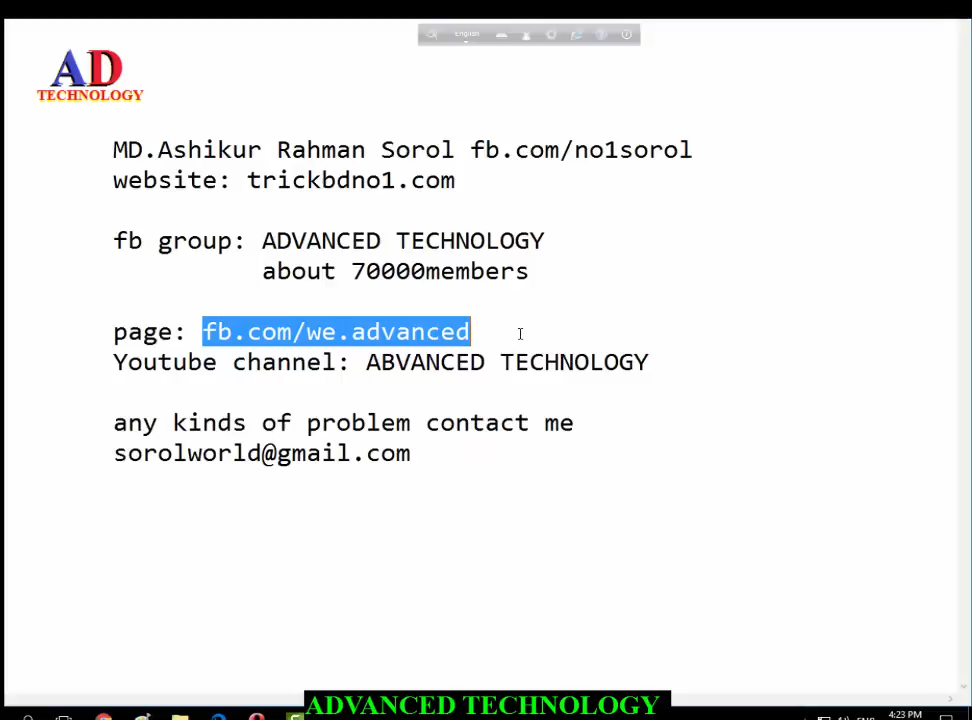 English
AD
TECHNOLOGY
MD.Ashikur Rahman Sorol fb.com/no1sorol
website: trickbdno1.com
fb group: ADVANCED TECHNOLOGY
about 70000members
page: fb.com/we.advanced
Youtube channel: ABVANCED TECHNOLOGY
any kinds of problem contact me
sorolworld@gmail.com
ADVANCED TECHNOLOGY
ENG
4:23 PM